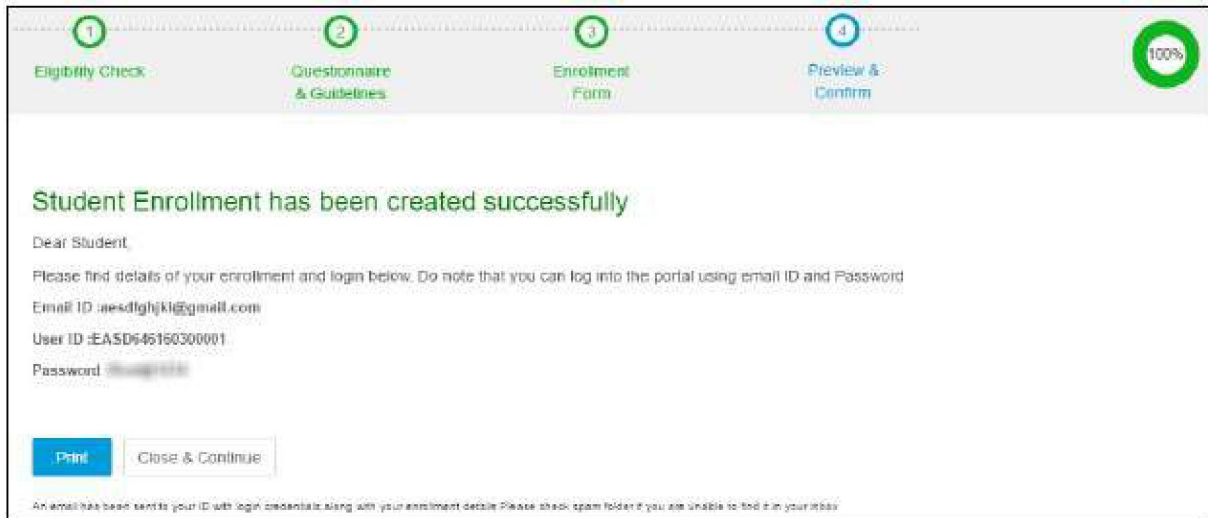 1
2
3
4
100%
Eligibility Check
Questionnaire
& Guidelines
Enrollment
Form
Preview &
Confirm
Student Enrollment has been created successfully
Dear Student,
Please find details of your enrollment and login below. Do note that you can log into the portal using email ID and Password
Email ID :aesdfghjkl@gmail.com
User ID :EASD646160300001
Password
Print
Close & Continue
An email has been sent to your ID with login credentials along with your enrollment details Please check spam folder if you are unable to find it in your inbox